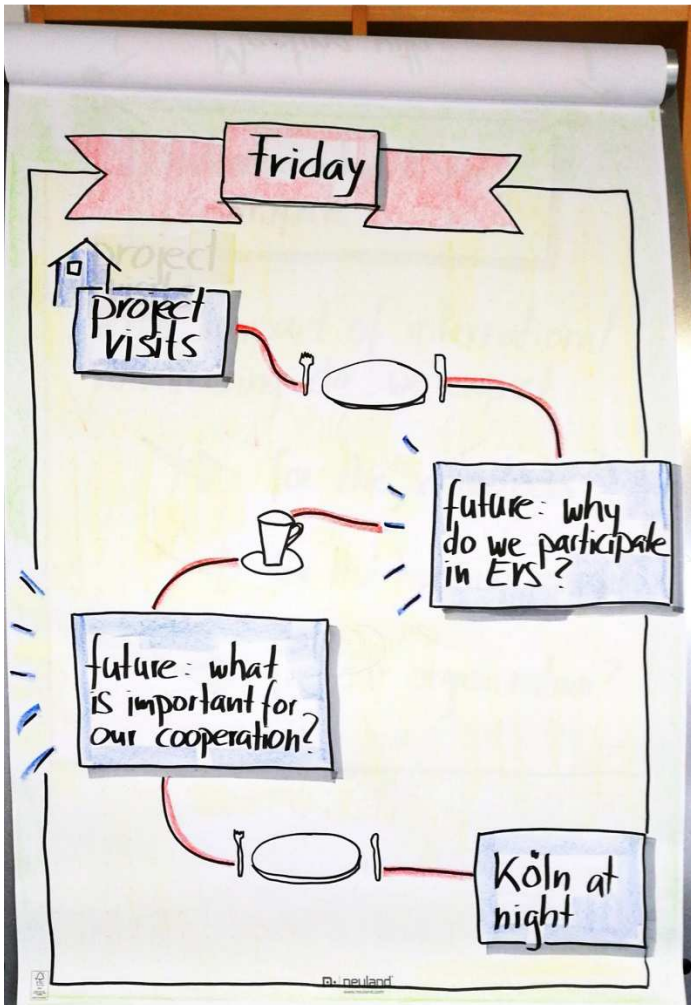 Friday
project
visits
future: why
do we participate
in EVS?
future: what
is important for
our cooperation?
Köln at
night
neuland